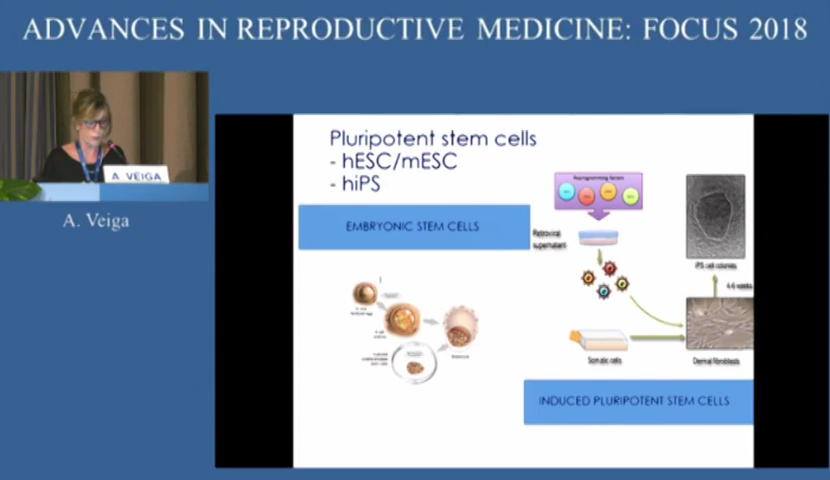 ADVANCES IN REPRODUCTIVE MEDICINE: FOCUS 2018
A. VEIGA
A. Veiga
Pluripotent stem cells
- hESC/mESC
- hiPS
EMBRYONIC STEM CELLS
Reprogramming factors
Retroviral
supernatant
iPS cell colonies
4-6 weeks
Somatic cells
Dermal fibroblasts
INDUCED PLURIPOTENT STEM CELLS